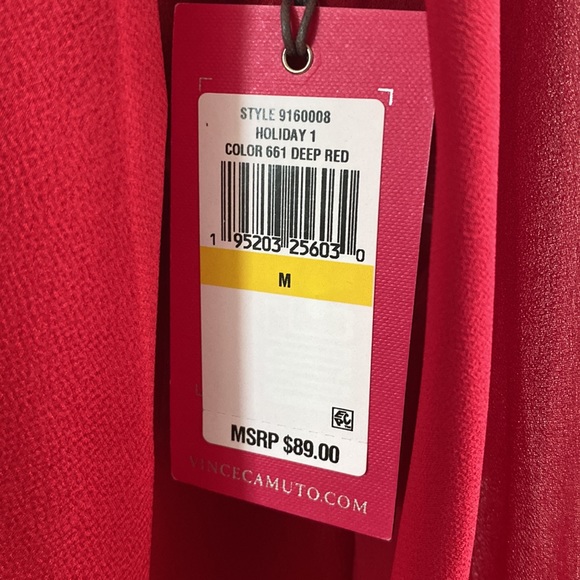 STYLE 9160008
HOLIDAY 1
COLOR 661 DEEP RED
1 95203 25603 0
M
MSRP $89.00
VINCECAMUTO.COM